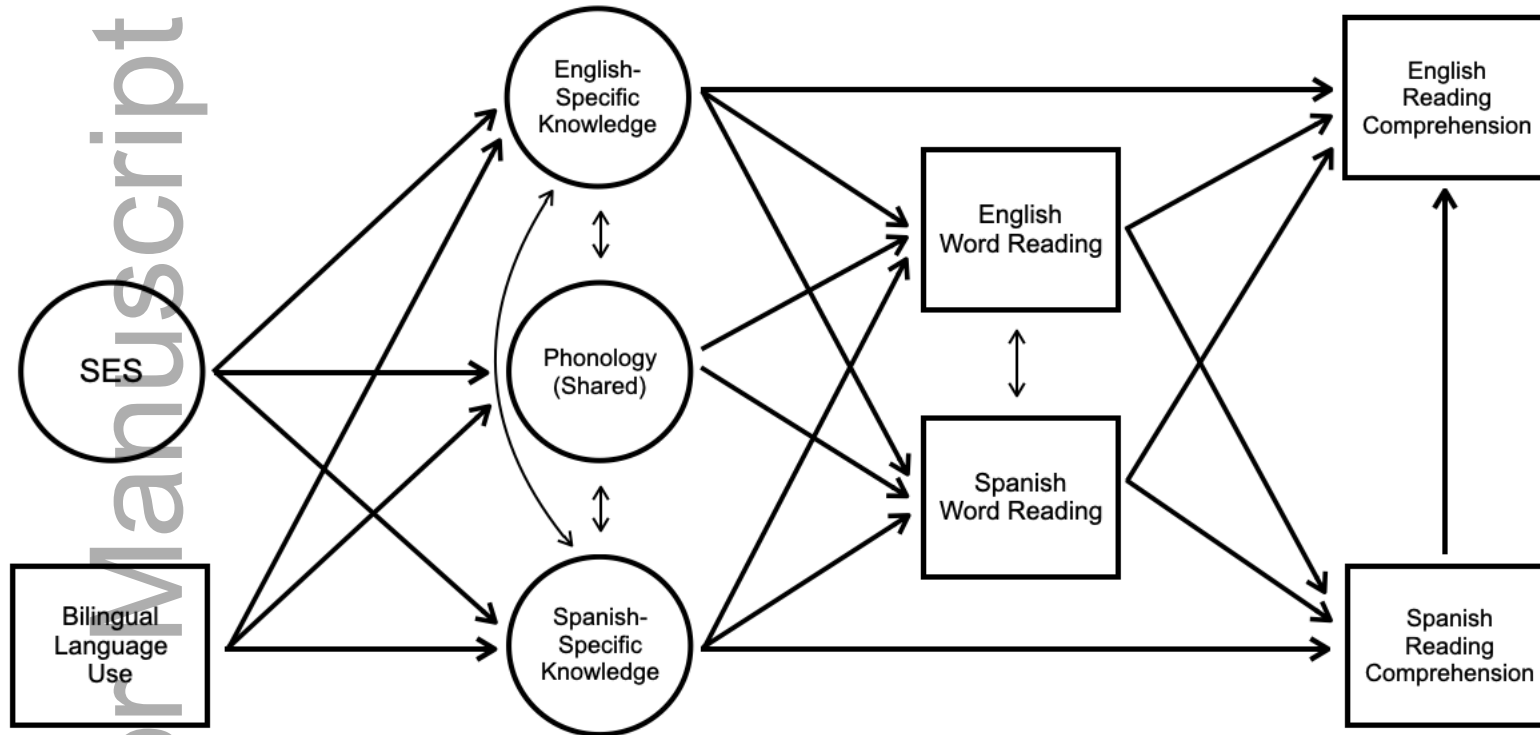 or Manuscript
English-
Specific
Knowledge
English
Reading
Comprehension
English
Word Reading
SES
Phonology
(Shared)
Spanish
Word Reading
Bilingual
Language
Use
Spanish-
Specific
Knowledge
Spanish
Reading
Comprehension